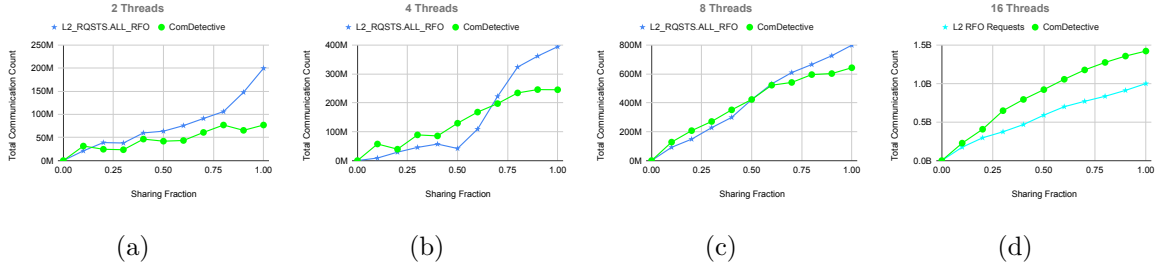 2 Threads
L2_RQSTS.ALL_RFO ComDetective
Total Communication Count
250M
200M
150M
100M
50M
0M
0.00 0.25 0.50 0.75 1.00
Sharing Fraction
(a)
4 Threads
L2_RQSTS.ALL_RFO ComDetective
Total Communication Count
400M
300M
200M
100M
0M
0.00 0.25 0.50 0.75 1.00
Sharing Fraction
(b)
8 Threads
L2_RQSTS.ALL_RFO ComDetective
Total Communication Count
800M
600M
400M
200M
0M
0.00 0.25 0.50 0.75 1.00
Sharing Fraction
(c)
16 Threads
L2 RFO Requests ComDetective
Total Communication Count
1.5B
1.0B
0.5B
0.0B
0.00 0.25 0.50 0.75 1.00
Sharing Fraction
(d)